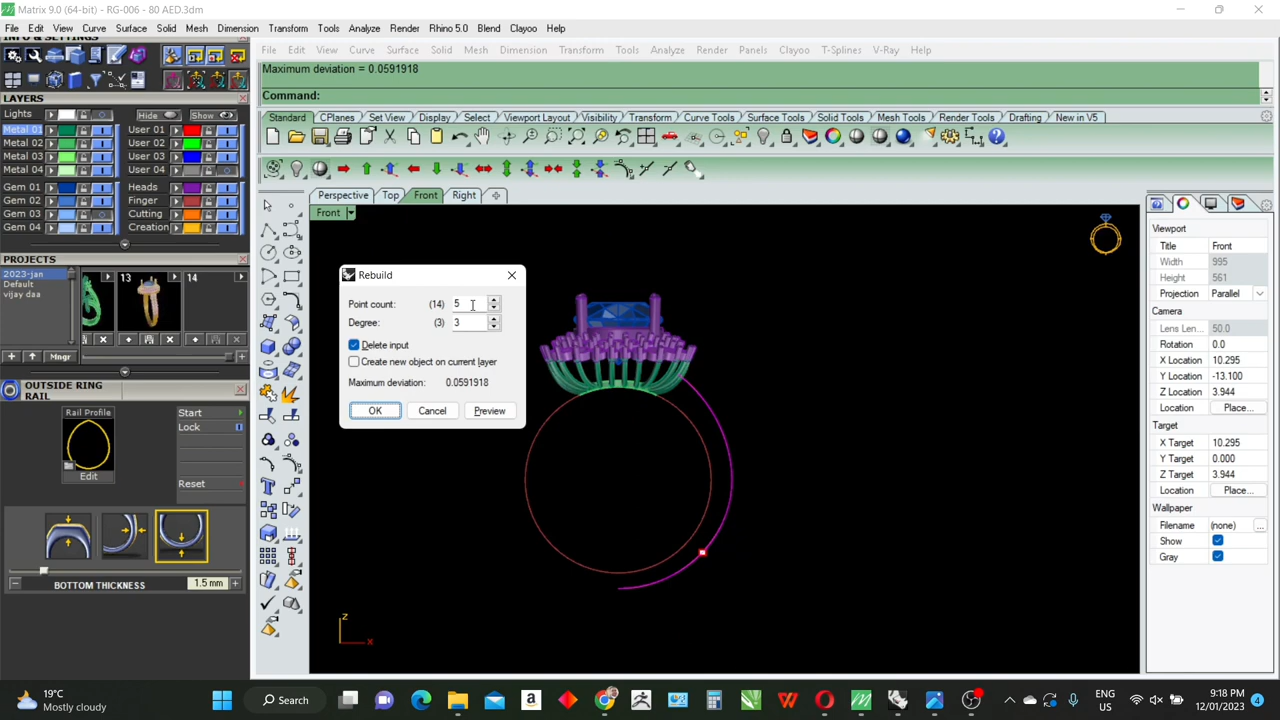 Matrix 9.0 (64-bit) - RG-006 - 80 AED.3dm
File Edit View Curve Surface Solid Mesh Dimension Transform Tools Analyze Render Rhino 5.0 Blend Clayoo Help
INFO & SETTINGS
LAYERS
Lights Hide Show
Metal 01 User 01
Metal 02 User 02
Metal 03 User 03
Metal 04 User 04
Gem 01 Heads
Gem 02 Finger
Gem 03 Cutting
Gem 04 Creation
PROJECTS
2023-jan
Default
vijay daa
13 14
Mngr
OUTSIDE RING RAIL
Rail Profile
Edit
Start
Lock
Reset
BOTTOM THICKNESS 1.5 mm
File Edit View Curve Surface Solid Mesh Dimension Transform Tools Analyze Render Panels Clayoo T-Splines V-Ray Help
Maximum deviation = 0.0591918
Command:
Standard CPlanes Set View Display Select Viewport Layout Visibility Transform Curve Tools Surface Tools Solid Tools Mesh Tools Render Tools Drafting New in V5
Perspective Top Front Right
Front
Rebuild
Point count: (14) 5
Degree: (3) 3
Delete input
Create new object on current layer
Maximum deviation: 0.0591918
OK Cancel Preview
z
x
Viewport
Title Front
Width 995
Height 561
Projection Parallel
Camera
Lens Len... 50.0
Rotation 0.0
X Location 10.295
Y Location -13.100
Z Location 3.944
Location Place...
Target
X Target 10.295
Y Target 0.000
Z Target 3.944
Location Place...
Wallpaper
Filename (none) ...
Show
Gray
19°C
Mostly cloudy
Search
ENG
US
9:18 PM
12/01/2023
4